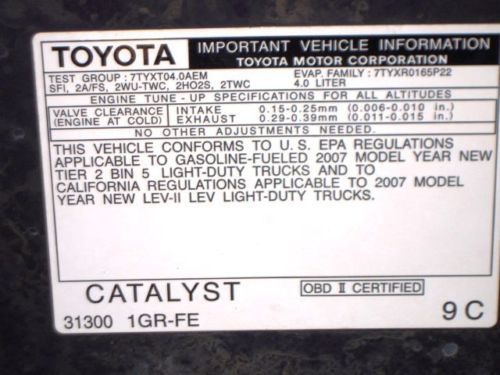 TOYOTA
IMPORTANT VEHICLE INFORMATION
TOYOTA MOTOR CORPORATION
TEST GROUP : 7TYXT04.0AEM
EVAP. FAMILY : 7TYXR0165P22
SFI, 2A/FS, 2WU-TWC, 2HO2S, 2TWC
4.0 LITER
ENGINE TUNE-UP SPECIFICATIONS FOR ALL ALTITUDES
VALVE CLEARANCE INTAKE 0.15-0.25mm (0.006-0.010 in.)
(ENGINE AT COLD) EXHAUST 0.29-0.39mm (0.011-0.015 in.)
NO OTHER ADJUSTMENTS NEEDED.
THIS VEHICLE CONFORMS TO U.S. EPA REGULATIONS
APPLICABLE TO GASOLINE-FUELED 2007 MODEL YEAR NEW
TIER 2 BIN 5 LIGHT-DUTY TRUCKS AND TO
CALIFORNIA REGULATIONS APPLICABLE TO 2007 MODEL
YEAR NEW LEV-II LEV LIGHT-DUTY TRUCKS.
CATALYST
OBD II CERTIFIED
31300 1GR-FE
9 C